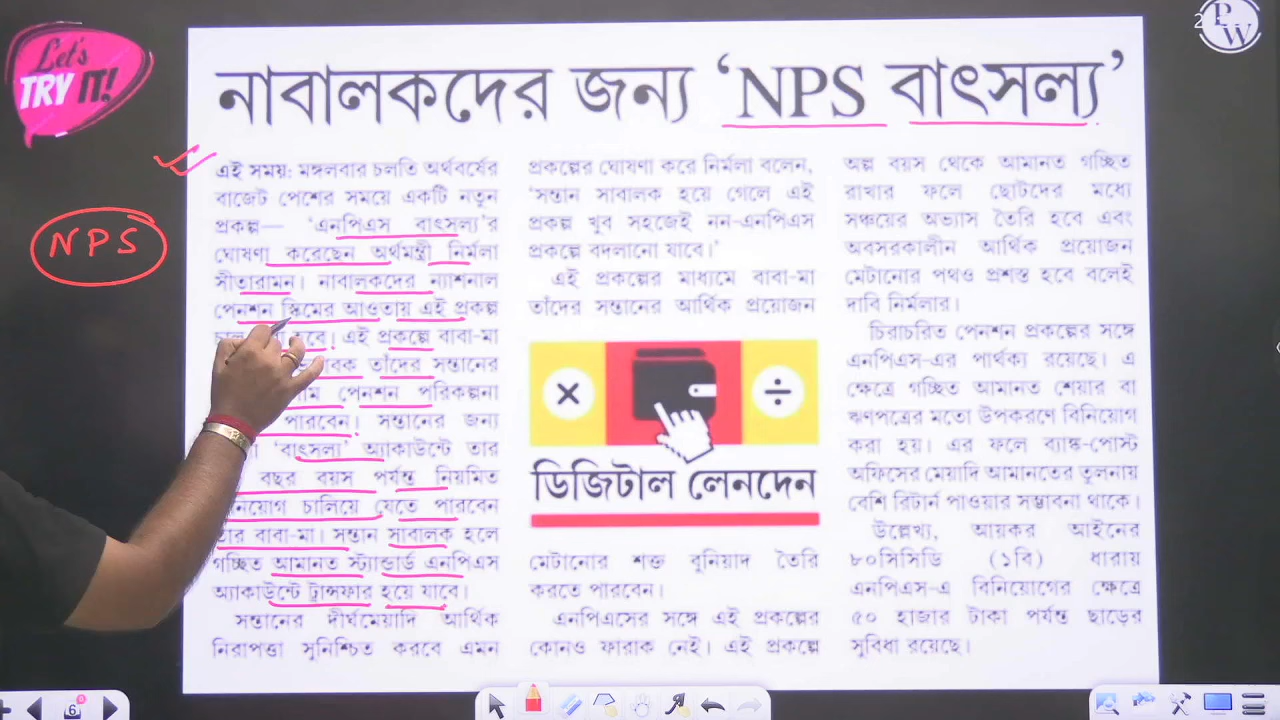 Let's
TRY IT!
PW
নাবালকদের জন্য ‘NPS বাৎসল্য’
NPS
এই সময়: মঙ্গলবার চলতি অর্থবর্ষের
বাজেট পেশের সময়ে একটি নতুন
প্রকল্প— ‘এনপিএস বাৎসল্য’র
ঘোষণা করেছেন অর্থমন্ত্রী নির্মলা
সীতারামন। নাবালকদের ন্যাশনাল
পেনশন স্কিমের আওতায় এই প্রকল্প
হবে। এই প্রকল্পে বাবা-মা
তাঁদের সন্তানের
পেনশন পরিকল্পনা
পারবেন। সন্তানের জন্য
‘বাৎসল্য’ অ্যাকাউন্টে তার
বছর বয়স পর্যন্ত নিয়মিত
চালিয়ে যেতে পারবেন
তার বাবা-মা। সন্তান সাবালক হলে
গচ্ছিত আমানত স্ট্যান্ডার্ড এনপিএস
অ্যাকাউন্টে ট্রান্সফার হয়ে যাবে।
সন্তানের দীর্ঘমেয়াদি আর্থিক
নিরাপত্তা সুনিশ্চিত করবে এমন
প্রকল্পের ঘোষণা করে নির্মলা বলেন,
‘সন্তান সাবালক হয়ে গেলে এই
প্রকল্প খুব সহজেই নন-এনপিএস
প্রকল্পে বদলানো যাবে।’
এই প্রকল্পের মাধ্যমে বাবা-মা
তাঁদের সন্তানের আর্থিক প্রয়োজন
× ÷
ডিজিটাল লেনদেন
মেটানোর শক্ত বুনিয়াদ তৈরি
করতে পারবেন।
এনপিএসের সঙ্গে এই প্রকল্পের
কোনও ফারাক নেই। এই প্রকল্পে
অল্প বয়স থেকে আমানত গচ্ছিত
রাখার ফলে ছোটদের মধ্যে
সঞ্চয়ের অভ্যাস তৈরি হবে এবং
অবসরকালীন আর্থিক প্রয়োজন
মেটানোর পথও প্রশস্ত হবে বলেই
দাবি নির্মলার।
চিরাচরিত পেনশন প্রকল্পের সঙ্গে
এনপিএস-এর পার্থক্য রয়েছে। এ
ক্ষেত্রে গচ্ছিত আমানত শেয়ার বা
ঋণপত্রের মতো উপকরণে বিনিয়োগ
করা হয়। এর ফলে ব্যাঙ্ক-পোস্ট
অফিসের মেয়াদি আমানতের তুলনায়
বেশি রিটার্ন পাওয়ার সম্ভাবনা থাকে।
উল্লেখ্য, আয়কর আইনের
৮০সিসিডি (১বি) ধারায়
এনপিএস-এ বিনিয়োগের ক্ষেত্রে
৫০ হাজার টাকা পর্যন্ত ছাড়ের
সুবিধা রয়েছে।
6